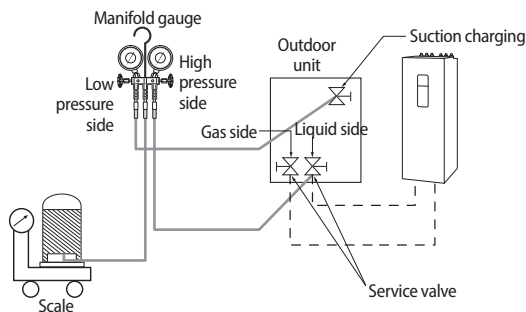 Manifold gauge
Low
pressure
side
High
pressure
side
Outdoor
unit
Suction charging
Gas side
Liquid side
Service valve
Scale